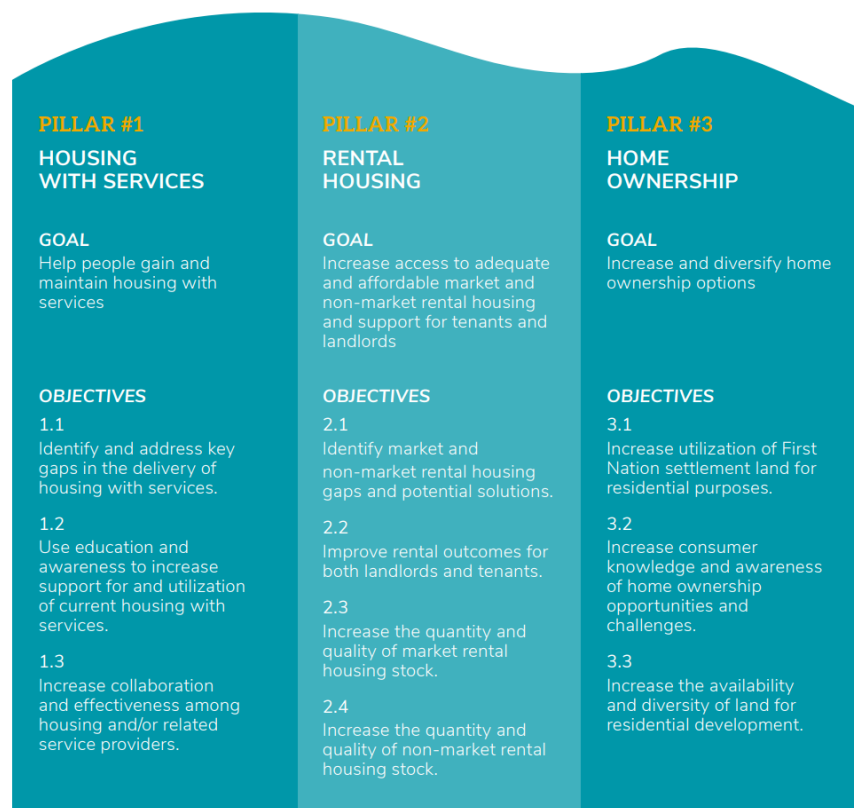 PILLAR #1
HOUSING
WITH SERVICES
GOAL
Help people gain and
maintain housing with
services
OBJECTIVES
1.1
Identify and address key
gaps in the delivery of
housing with services.
1.2
Use education and
awareness to increase
support for and utilization
of current housing with
services.
1.3
Increase collaboration
and effectiveness among
housing and/or related
service providers.
PILLAR #2
RENTAL
HOUSING
GOAL
Increase access to adequate
and affordable market and
non-market rental housing
and support for tenants and
landlords
OBJECTIVES
2.1
Identify market and
non-market rental housing
gaps and potential solutions.
2.2
Improve rental outcomes for
both landlords and tenants.
2.3
Increase the quantity and
quality of market rental
housing stock.
2.4
Increase the quantity and
quality of non-market rental
housing stock.
PILLAR #3
HOME
OWNERSHIP
GOAL
Increase and diversify home
ownership options
OBJECTIVES
3.1
Increase utilization of First
Nation settlement land for
residential purposes.
3.2
Increase consumer
knowledge and awareness
of home ownership
opportunities and
challenges.
3.3
Increase the availability
and diversity of land for
residential development.